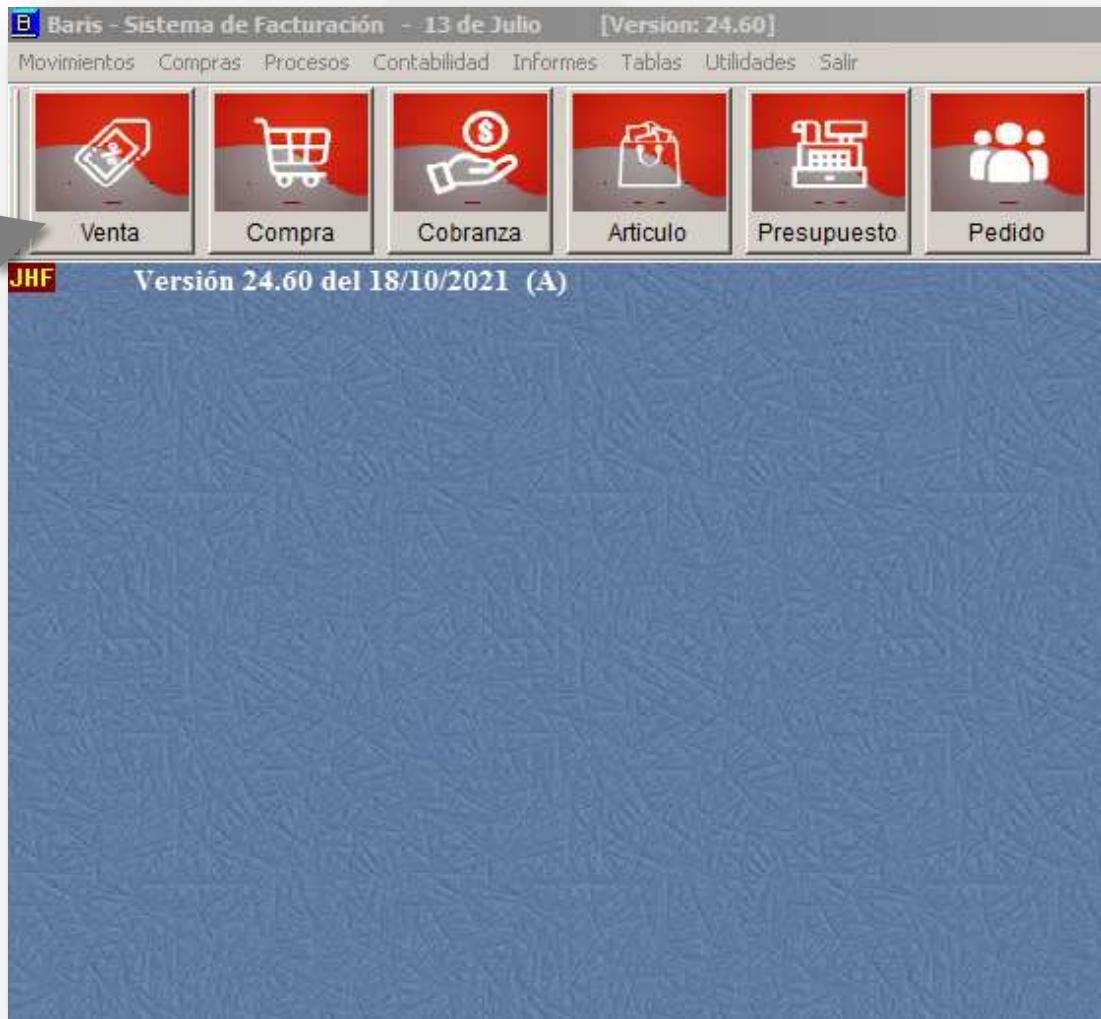 B Baris - Sistema de Facturación - 13 de Julio [Version: 24.60]
Movimientos Compras Procesos Contabilidad Informes Tablas Utilidades Salir
Venta Compra Cobranza Articulo Presupuesto Pedido
JHF Versión 24.60 del 18/10/2021 (A)